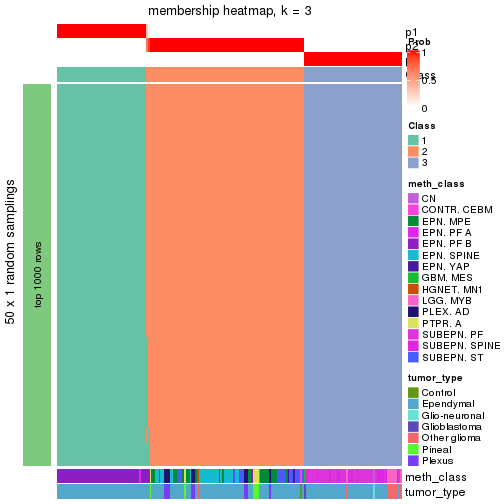 membership heatmap, k = 3
p1
p2
Prob
1
0.5
0
Class
Class
1
2
3
50 x 1 random samplings
top 1000 rows
meth_class
CN
CONTR, CEBM
EPN, MPE
EPN, PF A
EPN, PF B
EPN, SPINE
EPN, YAP
GBM, MES
HGNET, MN1
LGG, MYB
PLEX, AD
PTPR, A
SUBEPN, PF
SUBEPN, SPINE
SUBEPN, ST
tumor_type
Control
Ependymal
Glio-neuronal
Glioblastoma
Other glioma
Pineal
Plexus
meth_class
tumor_type